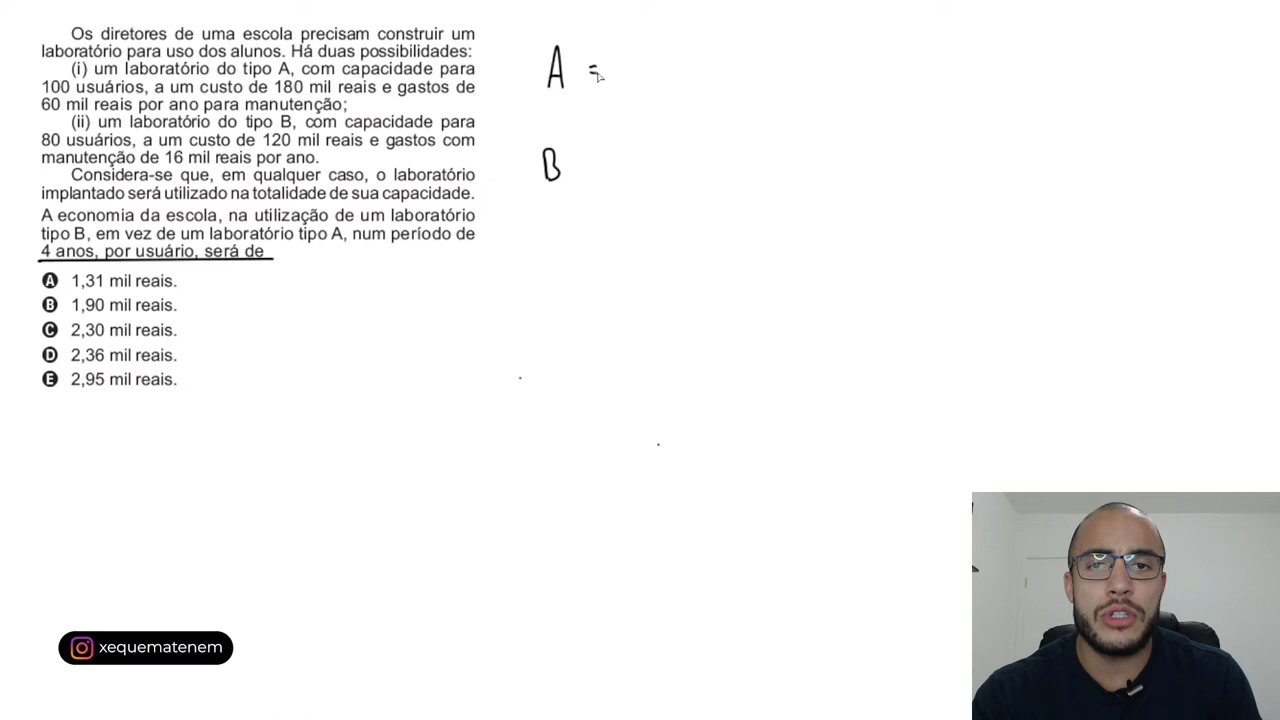 Os diretores de uma escola precisam construir um
laboratório para uso dos alunos. Há duas possibilidades:
(i) um laboratório do tipo A, com capacidade para
100 usuários, a um custo de 180 mil reais e gastos de
60 mil reais por ano para manutenção;
(ii) um laboratório do tipo B, com capacidade para
80 usuários, a um custo de 120 mil reais e gastos com
manutenção de 16 mil reais por ano.
Considera-se que, em qualquer caso, o laboratório
implantado será utilizado na totalidade de sua capacidade.
A economia da escola, na utilização de um laboratório
tipo B, em vez de um laboratório tipo A, num período de
4 anos, por usuário, será de
A 1,31 mil reais.
B 1,90 mil reais.
C 2,30 mil reais.
D 2,36 mil reais.
E 2,95 mil reais.
A =
B
xequematenem